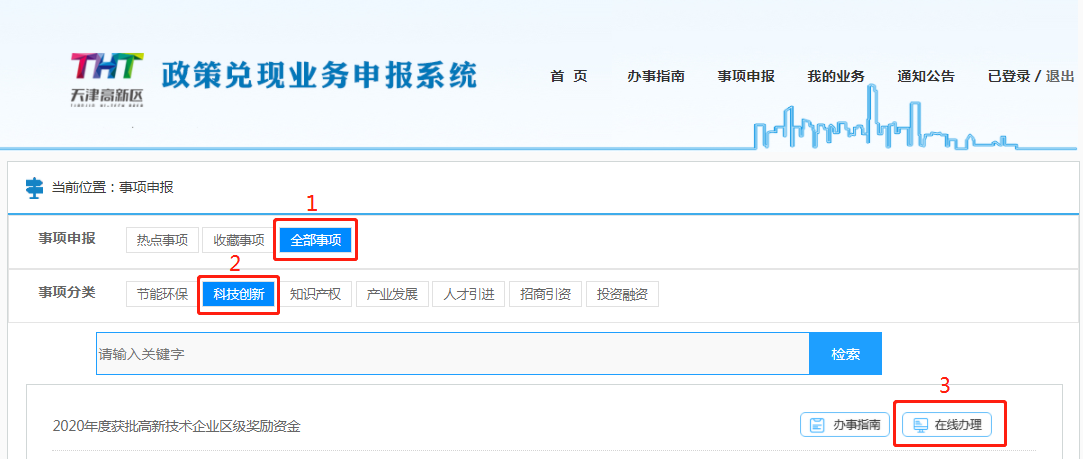 THT
天津高新区
政策兑现业务申报系统
首 页 办事指南 事项申报 我的业务 通知公告 已登录 / 退出
当前位置：事项申报
1
事项申报 热点事项 收藏事项 全部事项
2
事项分类 节能环保 科技创新 知识产权 产业发展 人才引进 招商引资 投资融资
请输入关键字 检索
3
2020年度获批高新技术企业区级奖励资金 办事指南 在线办理